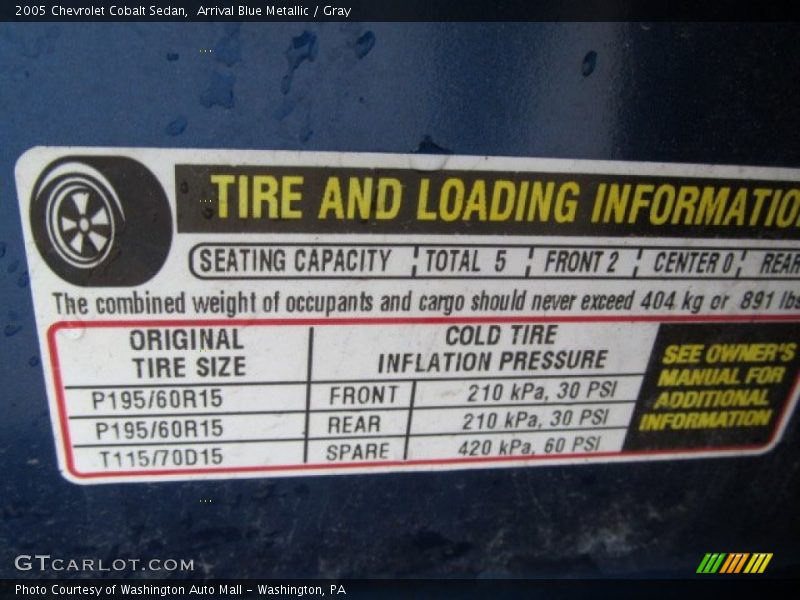 2005 Chevrolet Cobalt Sedan,  Arrival Blue Metallic / Gray
TIRE AND LOADING INFORMATIO
SEATING CAPACITY TOTAL 5 FRONT 2 CENTER 0 REAR
The combined weight of occupants and cargo should never exceed 404 kg or 891 lbs
ORIGINAL TIRE SIZE
COLD TIRE INFLATION PRESSURE
P195/60R15 FRONT 210 kPa, 30 PSI
P195/60R15 REAR 210 kPa, 30 PSI
T115/70D15 SPARE 420 kPa, 60 PSI
SEE OWNER'S
MANUAL FOR
ADDITIONAL
INFORMATION
GTCARLOT.COM
Photo Courtesy of Washington Auto Mall - Washington, PA